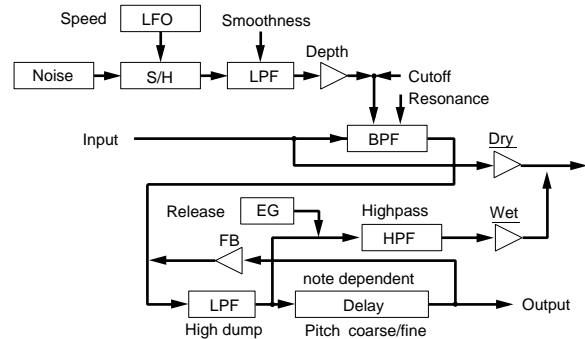 Speed
LFO
Smoothness
Depth
Noise
S/H
LPF
Cutoff
Resonance
Input
BPF
Dry
Release
EG
Highpass
Wet
FB
HPF
note dependent
LPF
Delay
Output
High dump
Pitch coarse/fine